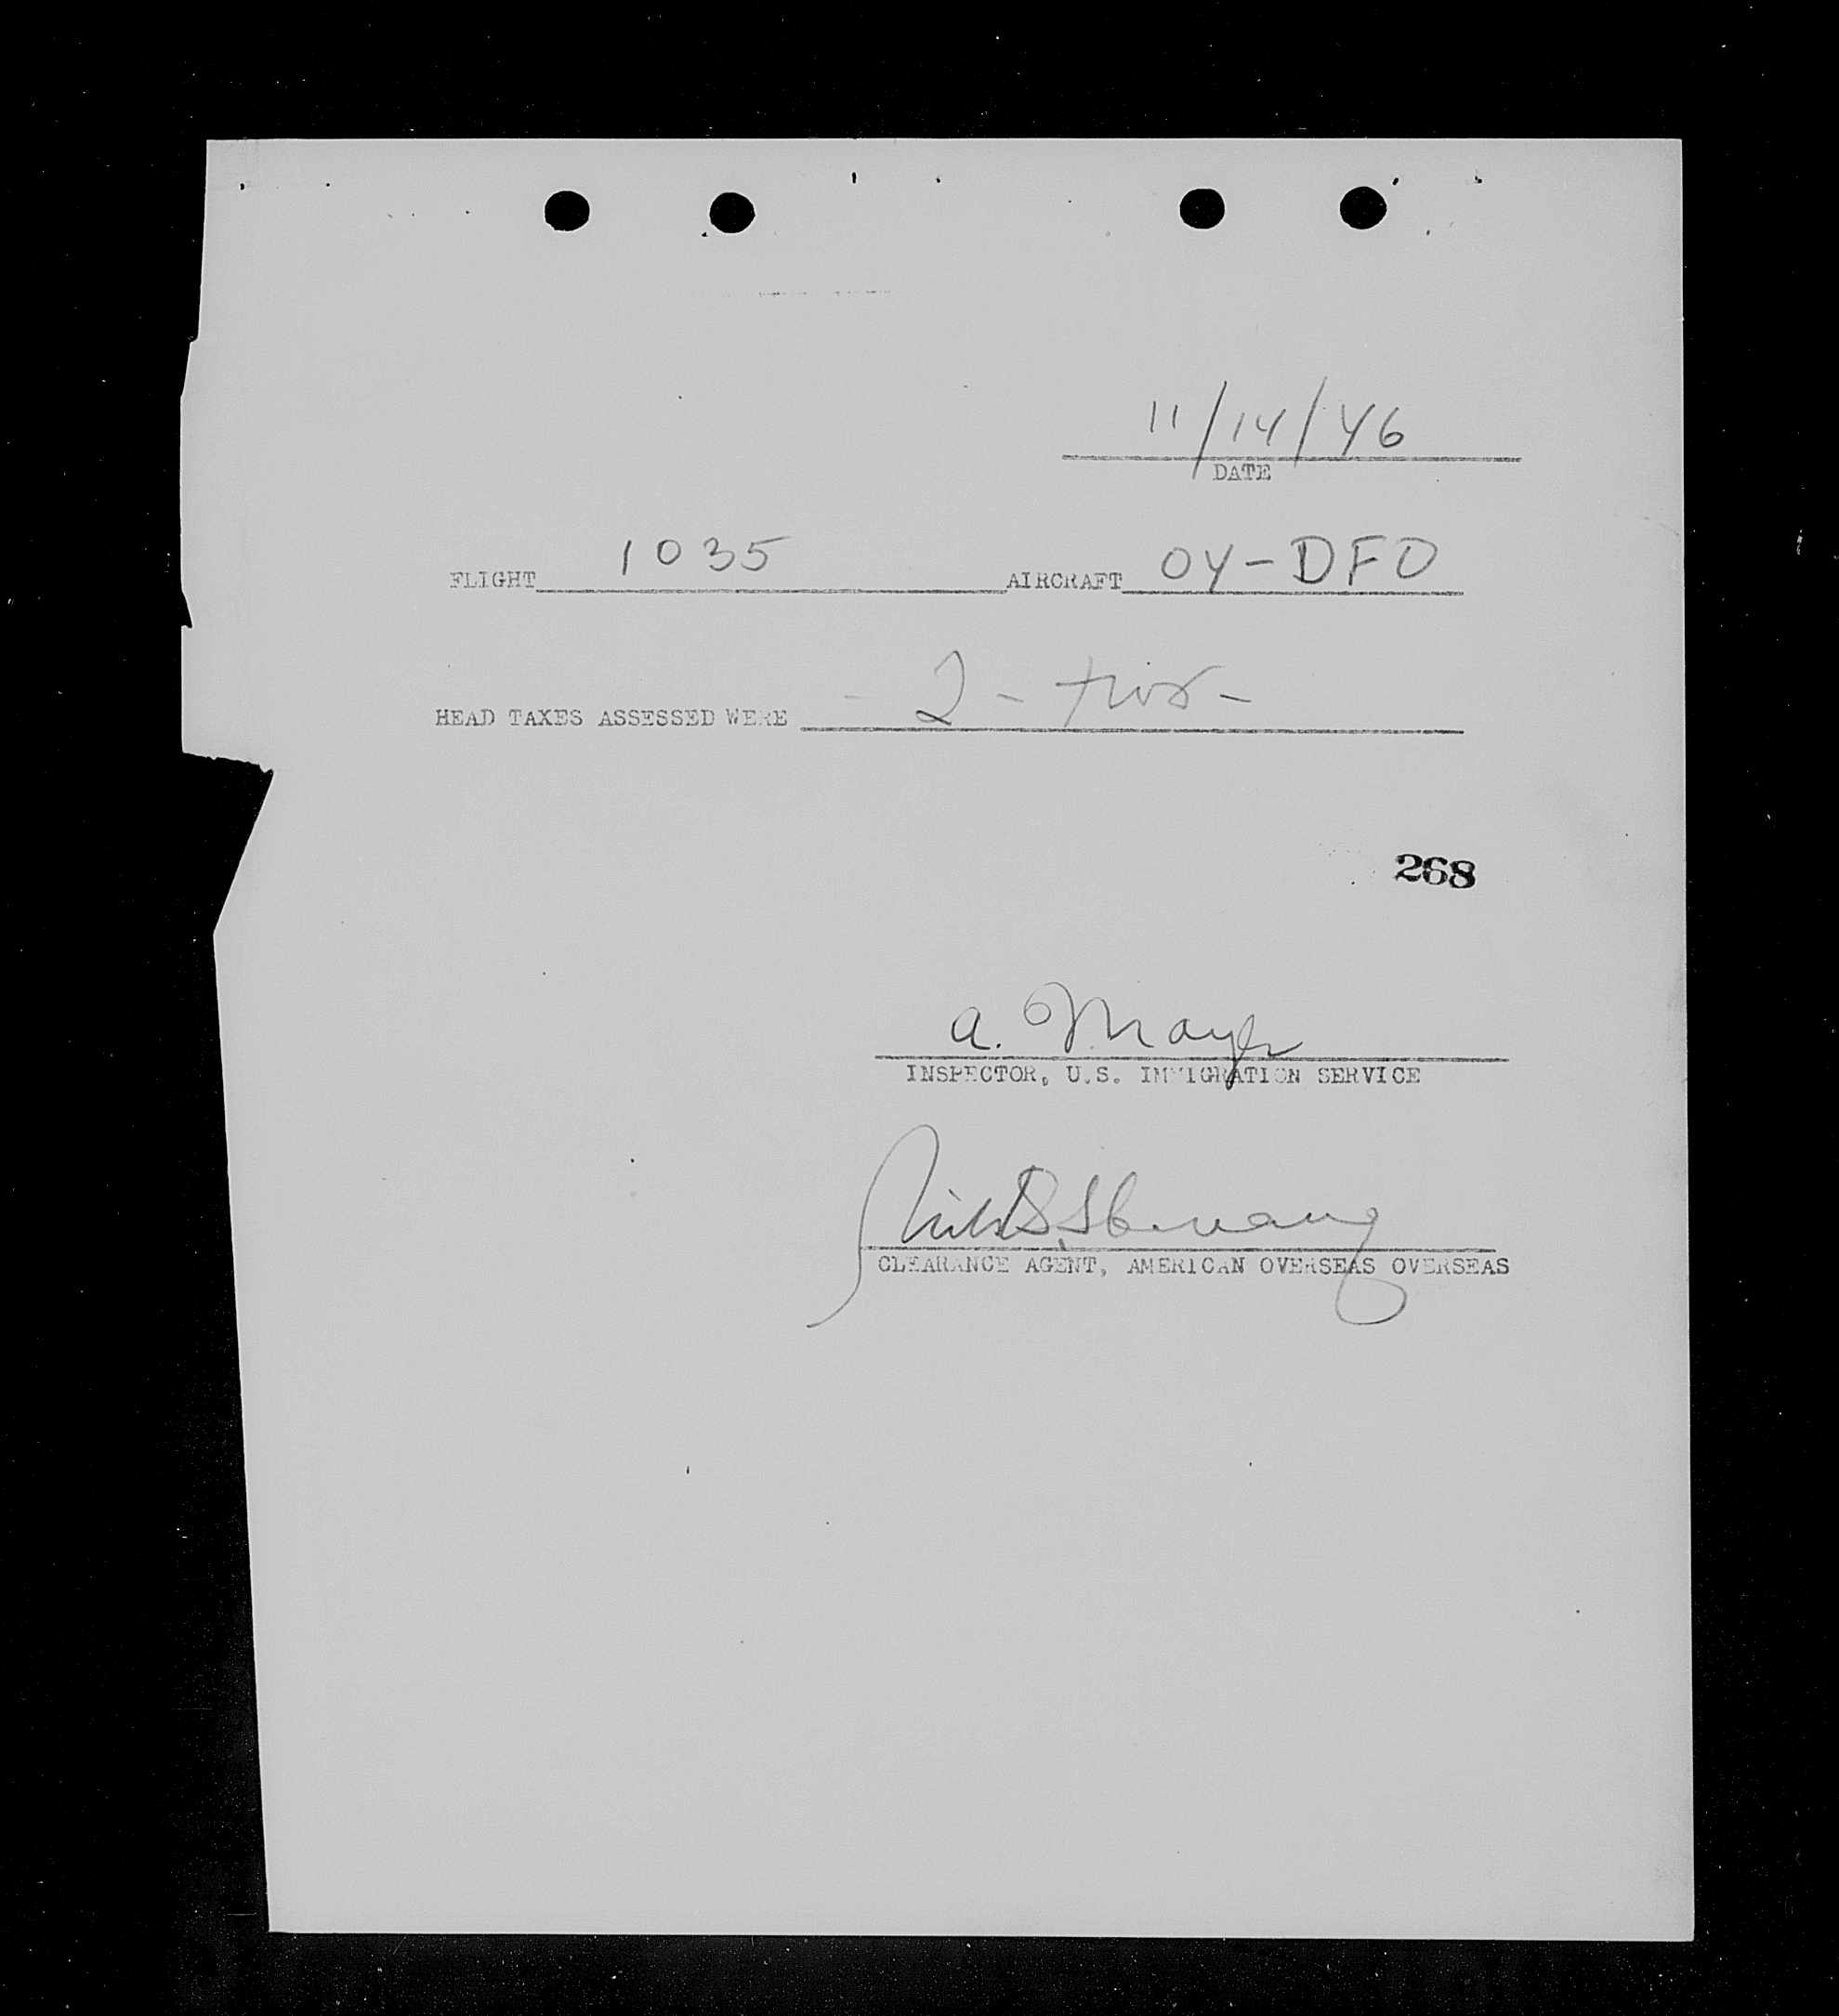 11/14/46
DATE
FLIGHT 1035 AIRCRAFT OY-DFO
HEAD TAXES ASSESSED WERE - 2 - two -
268
A. Mayer
INSPECTOR, U.S. IMMIGRATION SERVICE
CLEARANCE AGENT, AMERICAN OVERSEAS OVERSEAS